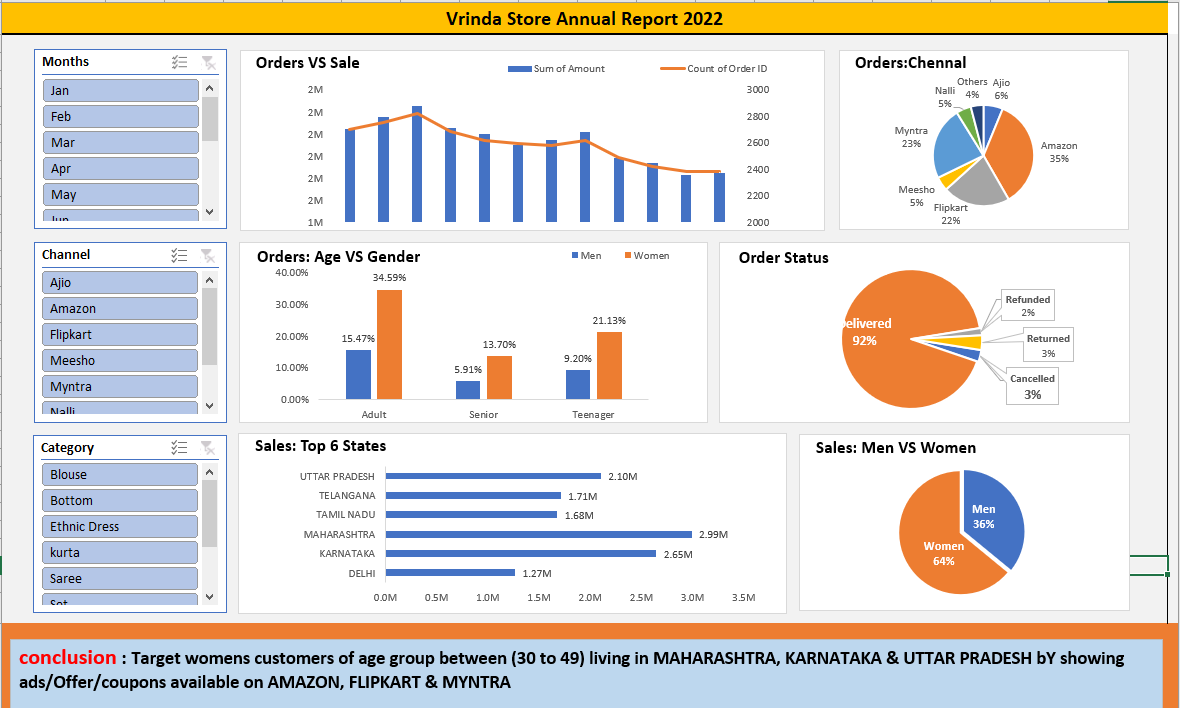 Vrinda Store Annual Report 2022
Months
Jan
Feb
Mar
Apr
May
Jun
Orders VS Sale
Sum of Amount
Count of Order ID
2M
2M
2M
2M
2M
2M
1M
3000
2800
2600
2400
2200
2000
Orders:Chennal
Others
4%
Ajio
6%
Nalli
5%
Myntra
23%
Amazon
35%
Meesho
5%
Flipkart
22%
Channel
Ajio
Amazon
Flipkart
Meesho
Myntra
Nalli
Orders: Age VS Gender
Men
Women
40.00%
30.00%
20.00%
10.00%
0.00%
15.47%
34.59%
5.91%
13.70%
9.20%
21.13%
Adult
Senior
Teenager
Order Status
Delivered
92%
Refunded
2%
Returned
3%
Cancelled
3%
Category
Blouse
Bottom
Ethnic Dress
kurta
Saree
Set
Sales: Top 6 States
UTTAR PRADESH 2.10M
TELANGANA 1.71M
TAMIL NADU 1.68M
MAHARASHTRA 2.99M
KARNATAKA 2.65M
DELHI 1.27M
0.0M 0.5M 1.0M 1.5M 2.0M 2.5M 3.0M 3.5M
Sales: Men VS Women
Men
36%
Women
64%
conclusion : Target womens customers of age group between (30 to 49) living in MAHARASHTRA, KARNATAKA & UTTAR PRADESH bY showing
ads/Offer/coupons available on AMAZON, FLIPKART & MYNTRA